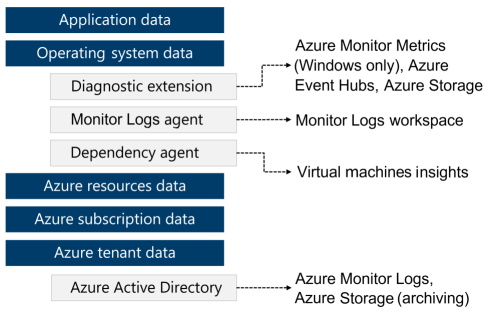 Application data
Operating system data
Diagnostic extension
Azure Monitor Metrics
(Windows only), Azure
Event Hubs, Azure Storage
Monitor Logs agent
Monitor Logs workspace
Dependency agent
Virtual machines insights
Azure resources data
Azure subscription data
Azure tenant data
Azure Active Directory
Azure Monitor Logs,
Azure Storage (archiving)